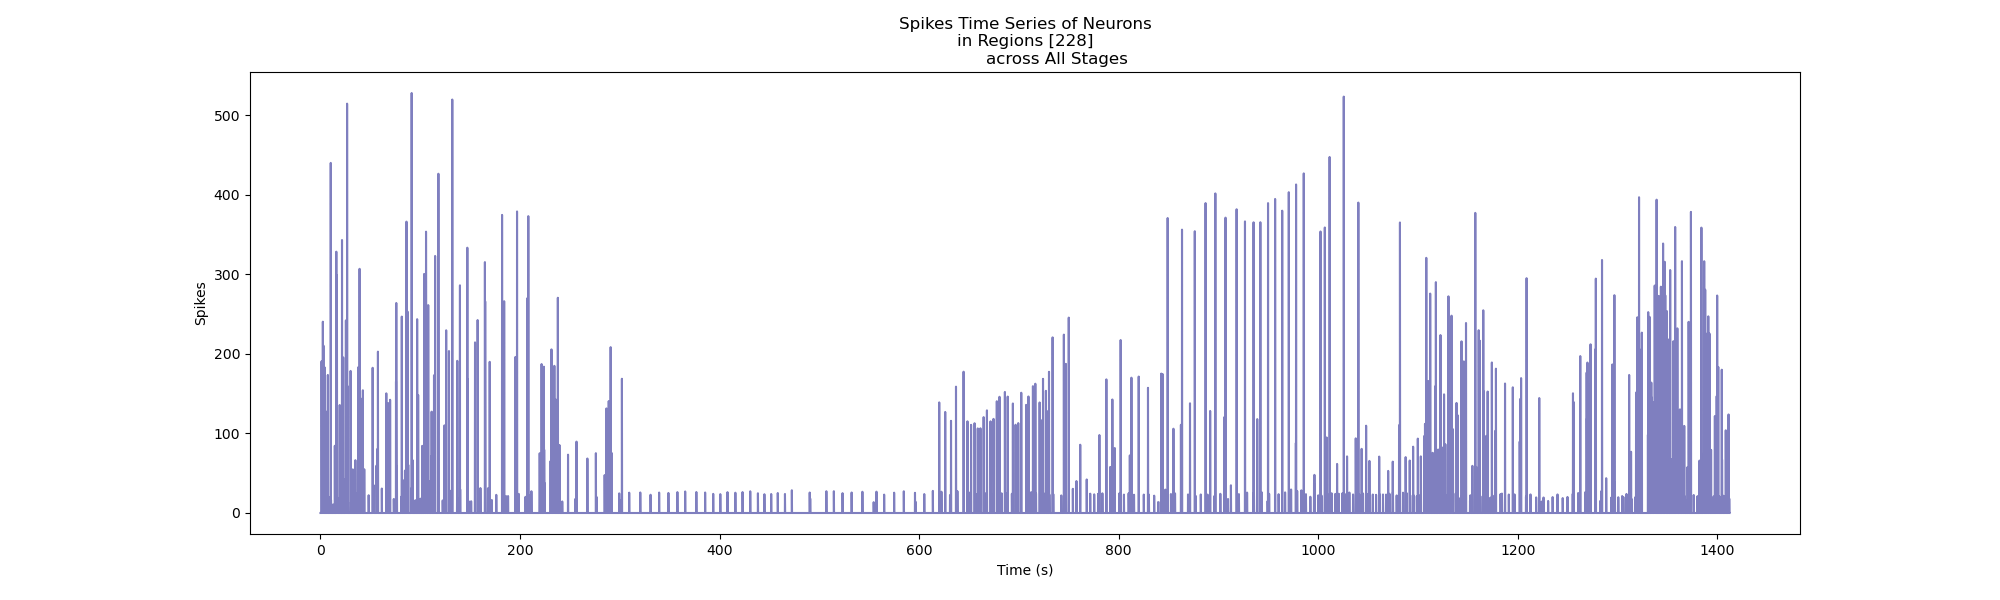 Spikes Time Series of Neurons
in Regions [228]
across All Stages
500
400
300
200
100
0
Spikes
0 200 400 600 800 1000 1200 1400
Time (s)